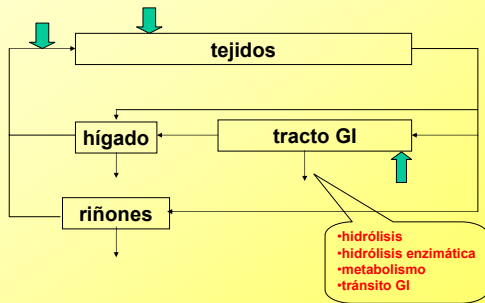 tejidos
hígado
tracto GI
riñones
•hidrólisis
•hidrólisis enzimática
•metabolismo
•tránsito GI